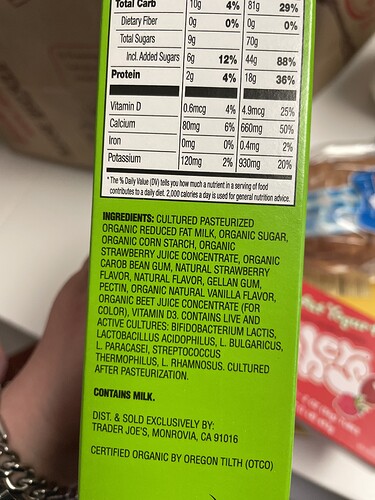 Total Carb 10g 4% 81g 29%
Dietary Fiber 0g 0% 0g 0%
Total Sugars 9g 70g
Incl. Added Sugars 6g 12% 44g 88%
Protein 2g 4% 18g 36%
Vitamin D 0.6mcg 4% 4.9mcg 25%
Calcium 80mg 6% 660mg 50%
Iron 0mg 0% 0.4mg 2%
Potassium 120mg 2% 930mg 20%
*The % Daily Value (DV) tells you how much a nutrient in a serving of food
contributes to a daily diet. 2,000 calories a day is used for general nutrition advice.
INGREDIENTS: CULTURED PASTEURIZED
ORGANIC REDUCED FAT MILK, ORGANIC SUGAR,
ORGANIC CORN STARCH, ORGANIC
STRAWBERRY JUICE CONCENTRATE, ORGANIC
CAROB BEAN GUM, NATURAL STRAWBERRY
FLAVOR, NATURAL FLAVOR, GELLAN GUM,
PECTIN, ORGANIC NATURAL VANILLA FLAVOR,
ORGANIC BEET JUICE CONCENTRATE (FOR
COLOR), VITAMIN D3. CONTAINS LIVE AND
ACTIVE CULTURES: BIFIDOBACTERIUM LACTIS,
LACTOBACILLUS ACIDOPHILUS, L. BULGARICUS,
L. PARACASEI, STREPTOCOCCUS
THERMOPHILUS, L. RHAMNOSUS. CULTURED
AFTER PASTEURIZATION.
CONTAINS MILK.
DIST. & SOLD EXCLUSIVELY BY:
TRADER JOE'S, MONROVIA, CA 91016
CERTIFIED ORGANIC BY OREGON TILTH (OTCO)